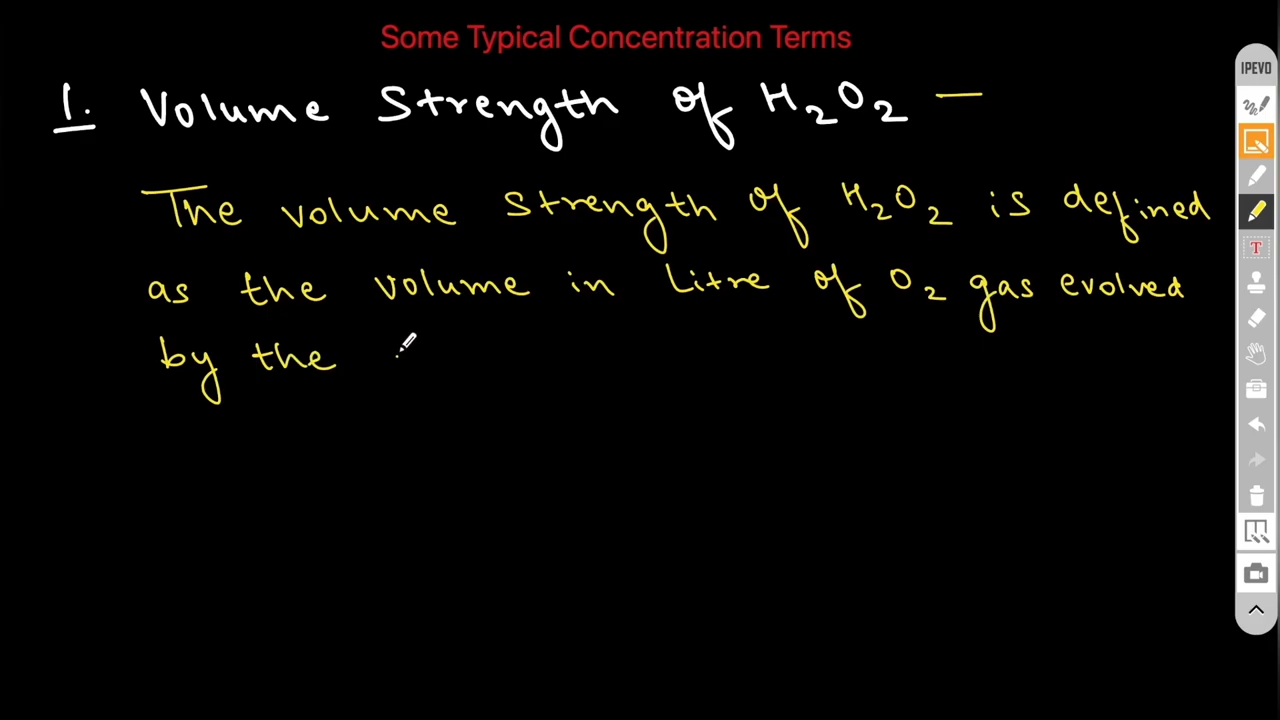 Some Typical Concentration Terms
1. Volume Strength of H₂O₂ —
The volume strength of H₂O₂ is defined
as the volume in Litre of O₂ gas evolved
by the
IPEVO
T